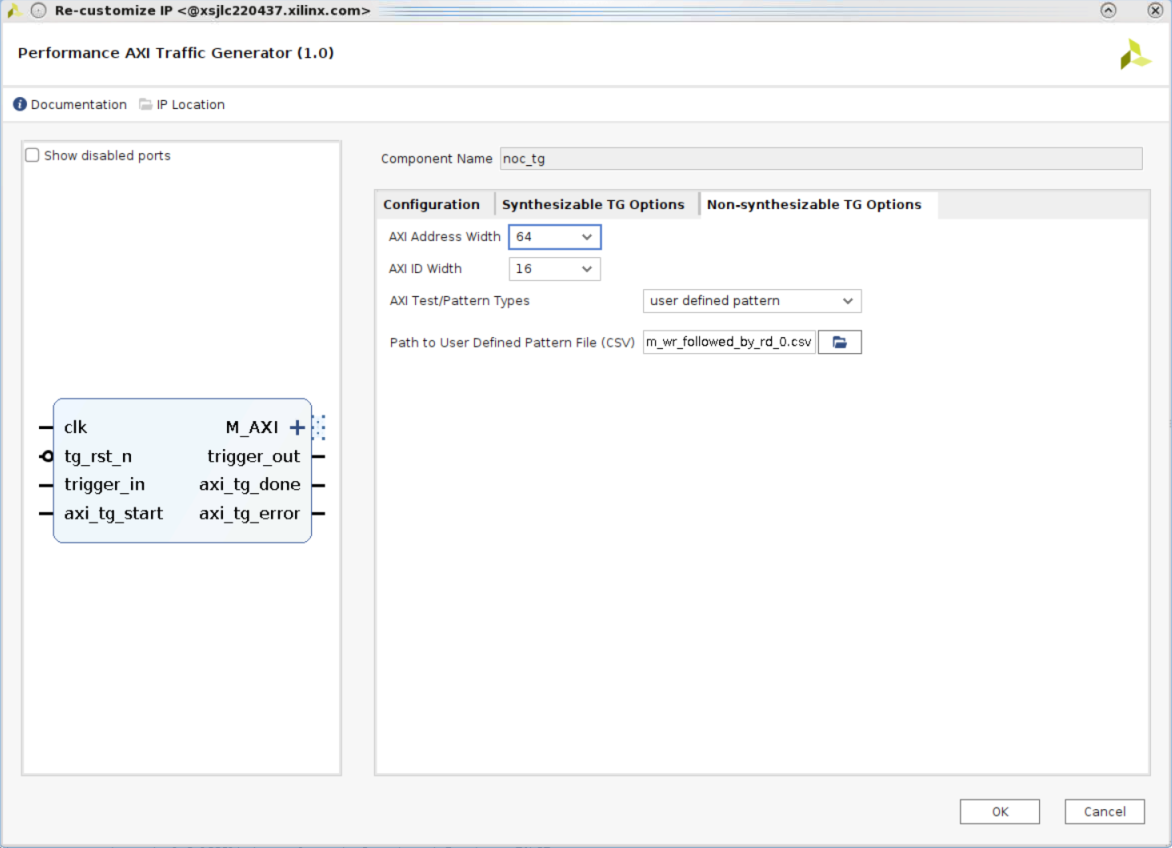 Re-customize IP <@xsjlc220437.xilinx.com>
Performance AXI Traffic Generator (1.0)
Documentation IP Location
Show disabled ports
clk M_AXI
tg_rst_n trigger_out
trigger_in axi_tg_done
axi_tg_start axi_tg_error
Component Name noc_tg
Configuration Synthesizable TG Options Non-synthesizable TG Options
AXI Address Width 64
AXI ID Width 16
AXI Test/Pattern Types user defined pattern
Path to User Defined Pattern File (CSV) m_wr_followed_by_rd_0.csv
OK Cancel